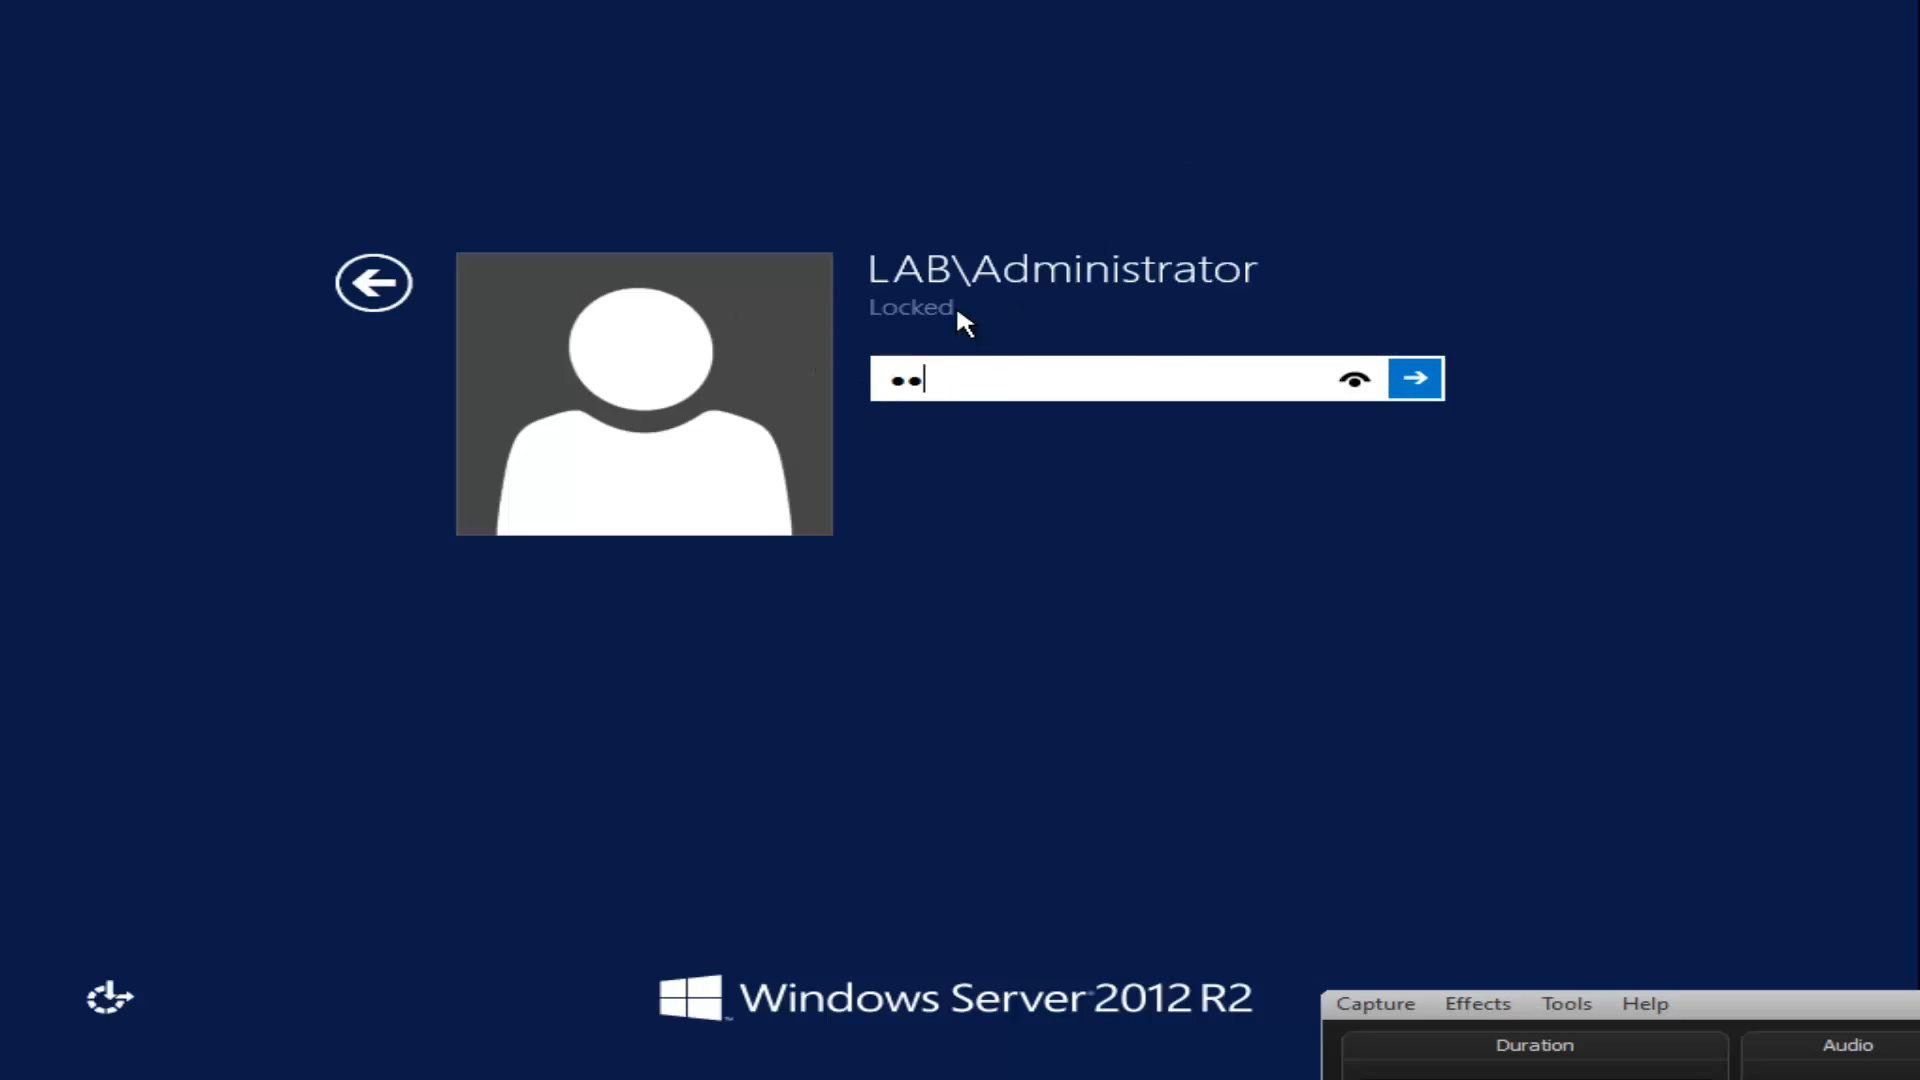 LAB\Administrator
Locked
Windows Server 2012 R2
Capture Effects Tools Help
Duration Audio